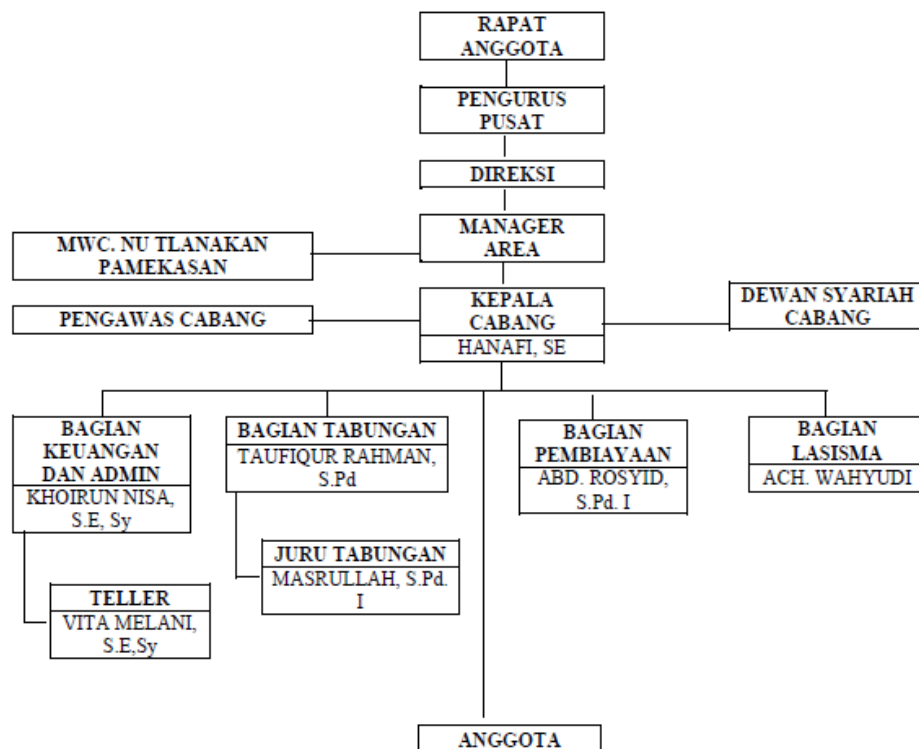 RAPAT
ANGGOTA
PENGURUS
PUSAT
DIREKSI
MANAGER
AREA
MWC. NU TLANAKAN
PAMEKASAN
KEPALA
CABANG
HANAFI, SE
PENGAWAS CABANG
DEWAN SYARIAH
CABANG
BAGIAN
KEUANGAN
DAN ADMIN
KHOIRUN NISA,
S.E, Sy
BAGIAN TABUNGAN
TAUFIQUR RAHMAN,
S.Pd
BAGIAN
PEMBIAYAAN
ABD. ROSYID,
S.Pd. I
BAGIAN
LASISMA
ACH. WAHYUDI
JURU TABUNGAN
MASRULLAH, S.Pd.
I
TELLER
VITA MELANI,
S.E,Sy
ANGGOTA